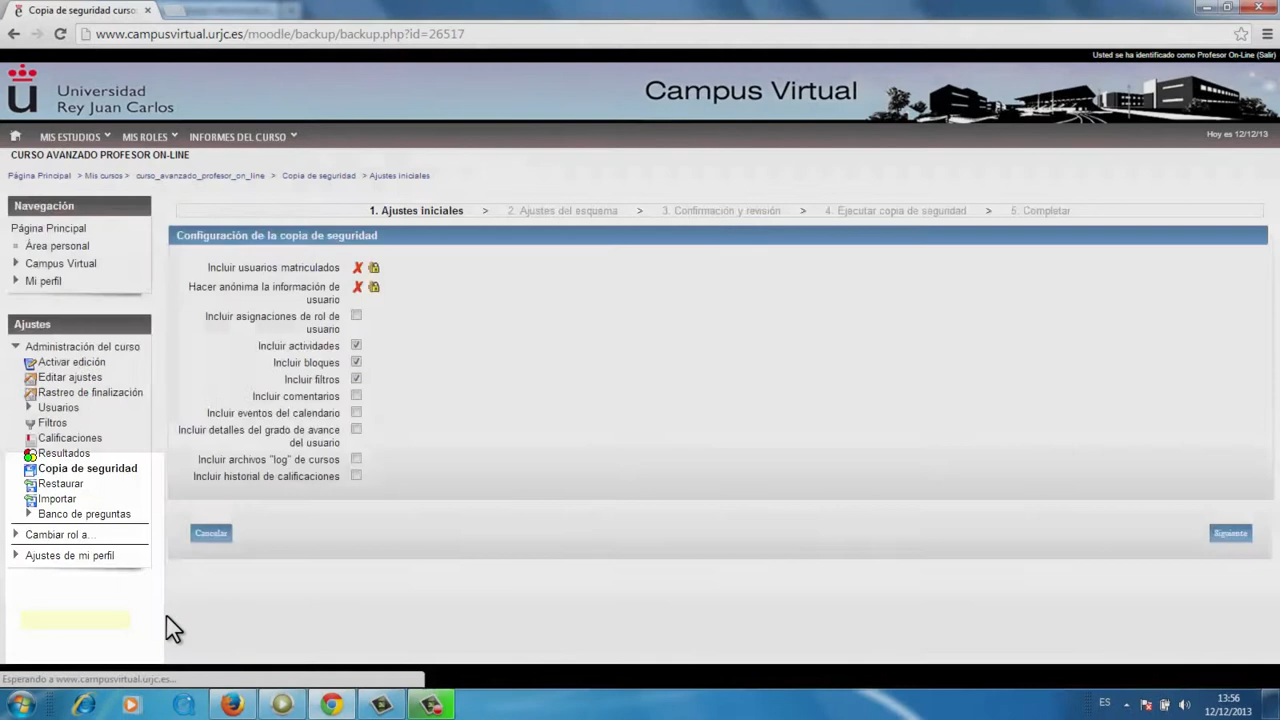 Copia de seguridad curso
www.campusvirtual.urjc.es/moodle/backup/backup.php?id=26517
Usted se ha identificado como Profesor On-Line (Salir)
Universidad
Rey Juan Carlos
Campus Virtual
MIS ESTUDIOS MIS ROLES INFORMES DEL CURSO
Hoy es 12/12/13
CURSO AVANZADO PROFESOR ON-LINE
Página Principal > Mis cursos > curso_avanzado_profesor_on_line > Copia de seguridad > Ajustes iniciales
Navegación
Página Principal
Área personal
Campus Virtual
Mi perfil
Ajustes
Administración del curso
Activar edición
Editar ajustes
Rastreo de finalización
Usuarios
Filtros
Calificaciones
Resultados
Copia de seguridad
Restaurar
Importar
Banco de preguntas
Cambiar rol a...
Ajustes de mi perfil
1. Ajustes iniciales > 2. Ajustes del esquema > 3. Confirmación y revisión > 4. Ejecutar copia de seguridad > 5. Completar
Configuración de la copia de seguridad
Incluir usuarios matriculados
Hacer anónima la información de
usuario
Incluir asignaciones de rol de
usuario
Incluir actividades
Incluir bloques
Incluir filtros
Incluir comentarios
Incluir eventos del calendario
Incluir detalles del grado de avance
del usuario
Incluir archivos "log" de cursos
Incluir historial de calificaciones
Cancelar
Siguiente
Esperando a www.campusvirtual.urjc.es...
ES
13:56
12/12/2013